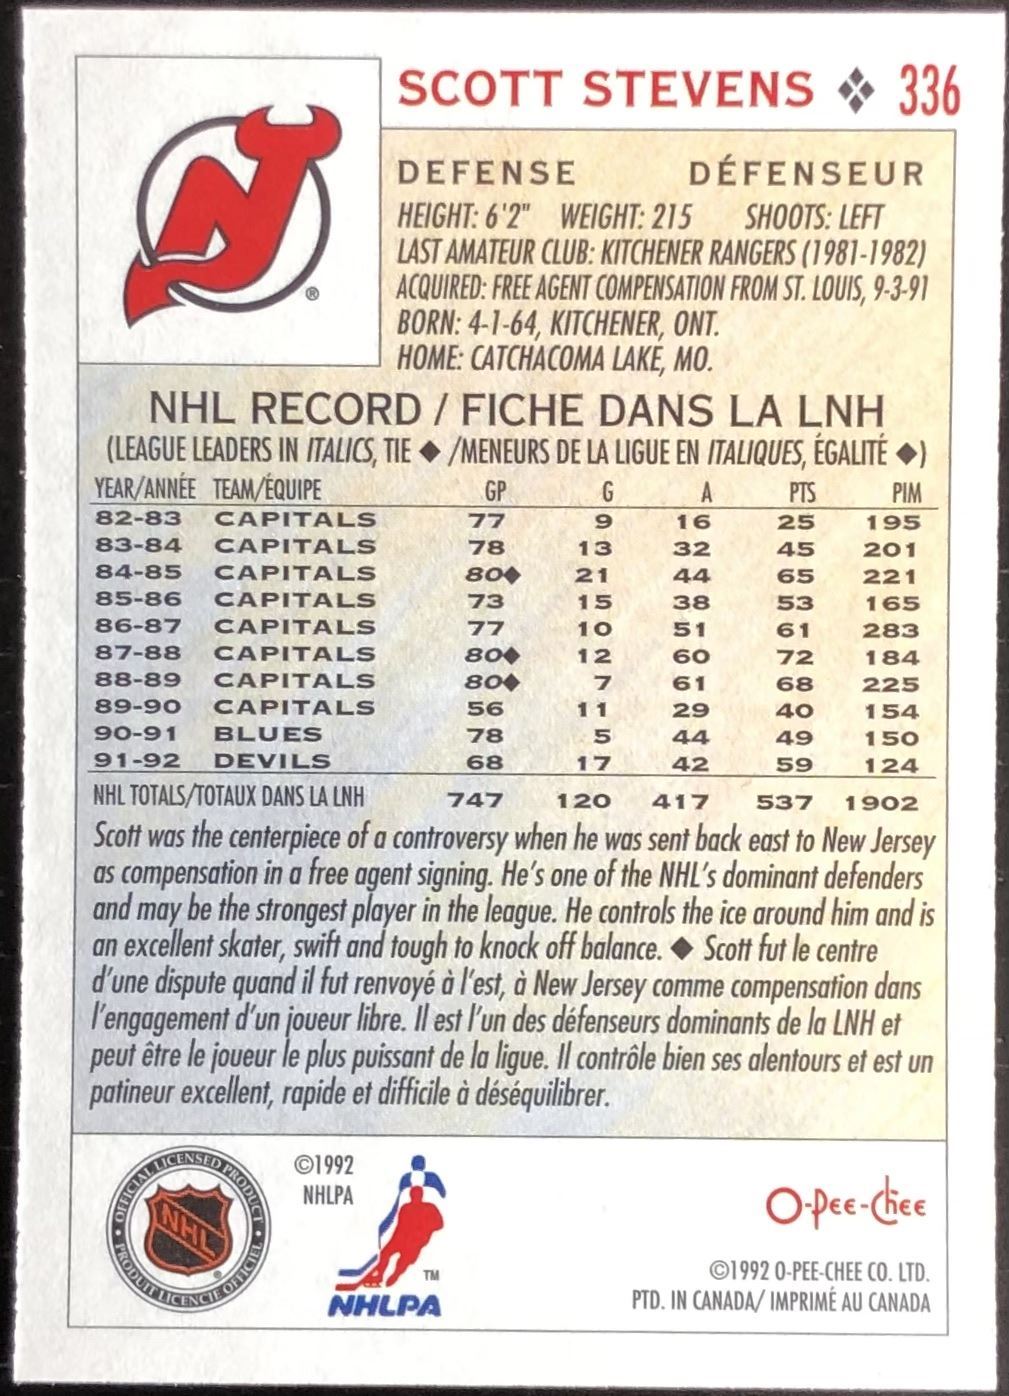 SCOTT STEVENS ❖ 336
®
DEFENSE DÉFENSEUR
HEIGHT: 6'2" WEIGHT: 215 SHOOTS: LEFT
LAST AMATEUR CLUB: KITCHENER RANGERS (1981-1982)
ACQUIRED: FREE AGENT COMPENSATION FROM ST. LOUIS, 9-3-91
BORN: 4-1-64, KITCHENER, ONT.
HOME: CATCHACOMA LAKE, MO.
NHL RECORD / FICHE DANS LA LNH
(LEAGUE LEADERS IN ITALICS, TIE ◆ /MENEURS DE LA LIGUE EN ITALIQUES, ÉGALITÉ ◆)
YEAR/ANNÉE TEAM/ÉQUIPE GP G A PTS PIM
82-83 CAPITALS 77 9 16 25 195
83-84 CAPITALS 78 13 32 45 201
84-85 CAPITALS 80◆ 21 44 65 221
85-86 CAPITALS 73 15 38 53 165
86-87 CAPITALS 77 10 51 61 283
87-88 CAPITALS 80◆ 12 60 72 184
88-89 CAPITALS 80◆ 7 61 68 225
89-90 CAPITALS 56 11 29 40 154
90-91 BLUES 78 5 44 49 150
91-92 DEVILS 68 17 42 59 124
NHL TOTALS/TOTAUX DANS LA LNH 747 120 417 537 1902
Scott was the centerpiece of a controversy when he was sent back east to New Jersey
as compensation in a free agent signing. He's one of the NHL's dominant defenders
and may be the strongest player in the league. He controls the ice around him and is
an excellent skater, swift and tough to knock off balance. ◆ Scott fut le centre
d'une dispute quand il fut renvoyé à l'est, à New Jersey comme compensation dans
l'engagement d'un joueur libre. Il est l'un des défenseurs dominants de la LNH et
peut être le joueur le plus puissant de la ligue. Il contrôle bien ses alentours et est un
patineur excellent, rapide et difficile à déséquilibrer.
OFFICIAL LICENSED PRODUCT
NHL
®
PRODUIT LICENCIE OFFICIEL
©1992
NHLPA
TM
NHLPA
O-Pee-Chee
©1992 O-PEE-CHEE CO. LTD.
PTD. IN CANADA/ IMPRIMÉ AU CANADA